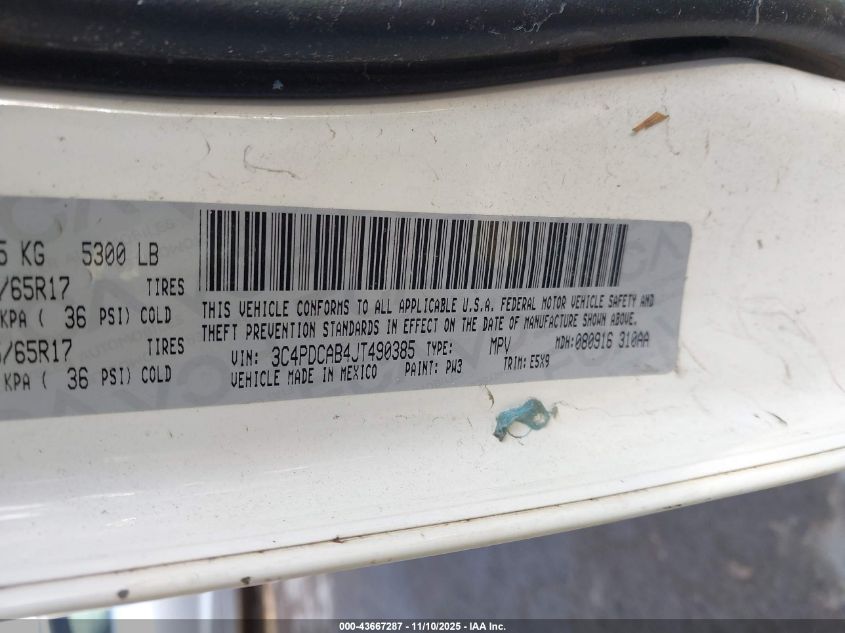 5 KG 5300 LB
/65R17 TIRES
KPA ( 36 PSI) COLD
/65R17 TIRES
KPA ( 36 PSI) COLD
THIS VEHICLE CONFORMS TO ALL APPLICABLE U.S.A. FEDERAL MOTOR VEHICLE SAFETY AND
THEFT PREVENTION STANDARDS IN EFFECT ON THE DATE OF MANUFACTURE SHOWN ABOVE.
VIN: 3C4PDCAB4JT490385 TYPE: MPV MDH:080916 310AA
VEHICLE MADE IN MEXICO PAINT: PW3 TRIM: E5X9
000-43667287 — 11/10/2025 — IAA Inc.